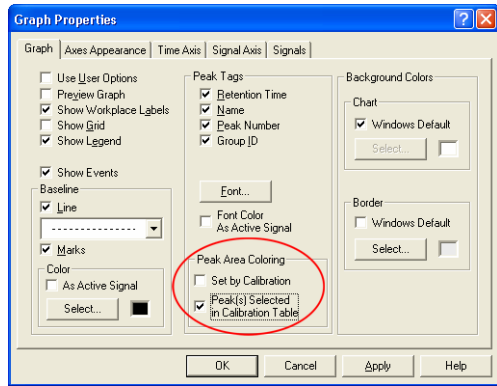 Graph Properties
Graph
Axes Appearance
Time Axis
Signal Axis
Signals
Use User Options
Preview Graph
Show Workplace Labels
Show Grid
Show Legend
Show Events
Baseline
Line
Marks
Color
As Active Signal
Select...
Peak Tags
Retention Time
Name
Peak Number
Group ID
Font...
Font Color
As Active Signal
Peak Area Coloring
Set by Calibration
Peak(s) Selected
in Calibration Table
Background Colors
Chart
Windows Default
Select...
Border
Windows Default
Select...
OK
Cancel
Apply
Help